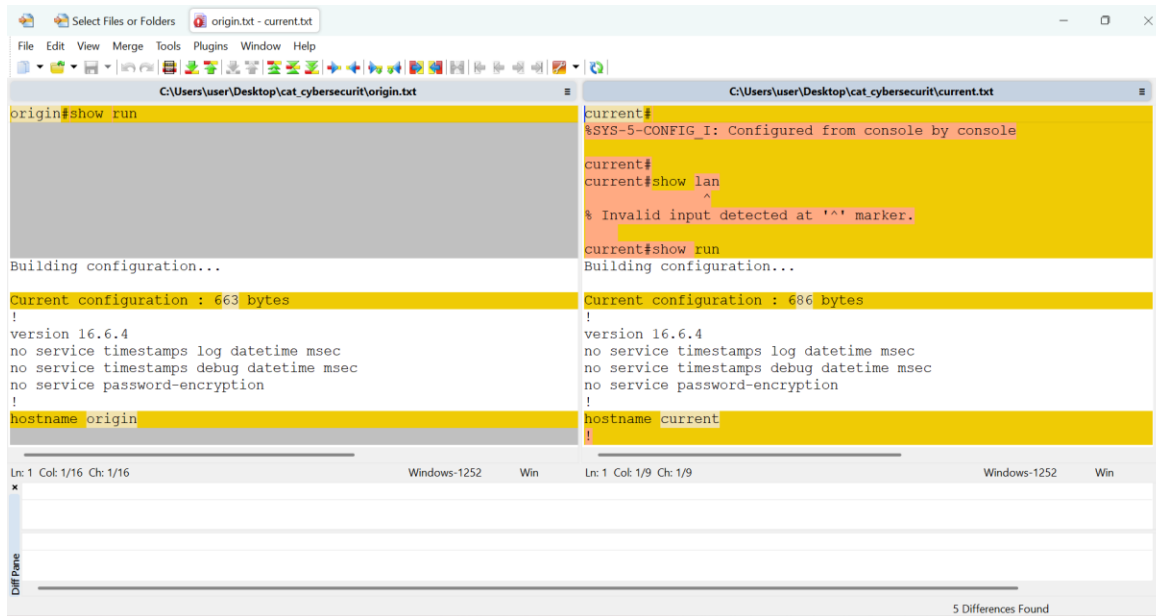 Select Files or Folders
origin.txt - current.txt
File Edit View Merge Tools Plugins Window Help
C:\Users\user\Desktop\cat_cybersecurit\origin.txt
origin#show run
Building configuration...
Current configuration : 663 bytes
!
version 16.6.4
no service timestamps log datetime msec
no service timestamps debug datetime msec
no service password-encryption
!
hostname origin
Ln: 1 Col: 1/16 Ch: 1/16
Windows-1252
Win
C:\Users\user\Desktop\cat_cybersecurit\current.txt
current#
%SYS-5-CONFIG_I: Configured from console by console
current#
current#show lan
^
% Invalid input detected at '^' marker.
current#show run
Building configuration...
Current configuration : 686 bytes
!
version 16.6.4
no service timestamps log datetime msec
no service timestamps debug datetime msec
no service password-encryption
!
hostname current
!
Ln: 1 Col: 1/9 Ch: 1/9
Windows-1252
Win
Diff Pane
5 Differences Found